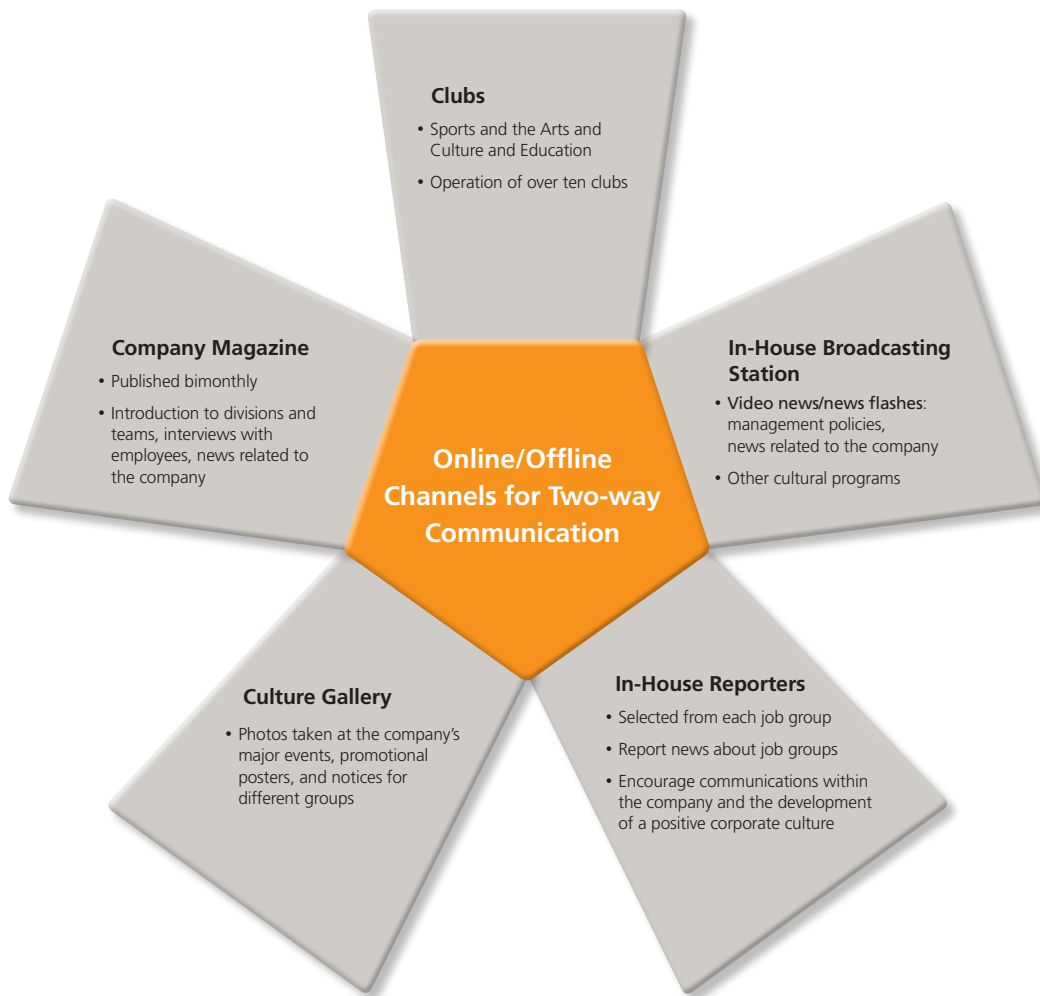 Clubs
• Sports and the Arts and
Culture and Education
• Operation of over ten clubs
Company Magazine
• Published bimonthly
• Introduction to divisions and
teams, interviews with
employees, news related to
the company
In-House Broadcasting
Station
• Video news/news flashes:
management policies,
news related to the company
• Other cultural programs
Online/Offline
Channels for Two-way
Communication
Culture Gallery
• Photos taken at the company’s
major events, promotional
posters, and notices for
different groups
In-House Reporters
• Selected from each job group
• Report news about job groups
• Encourage communications within
the company and the development
of a positive corporate culture